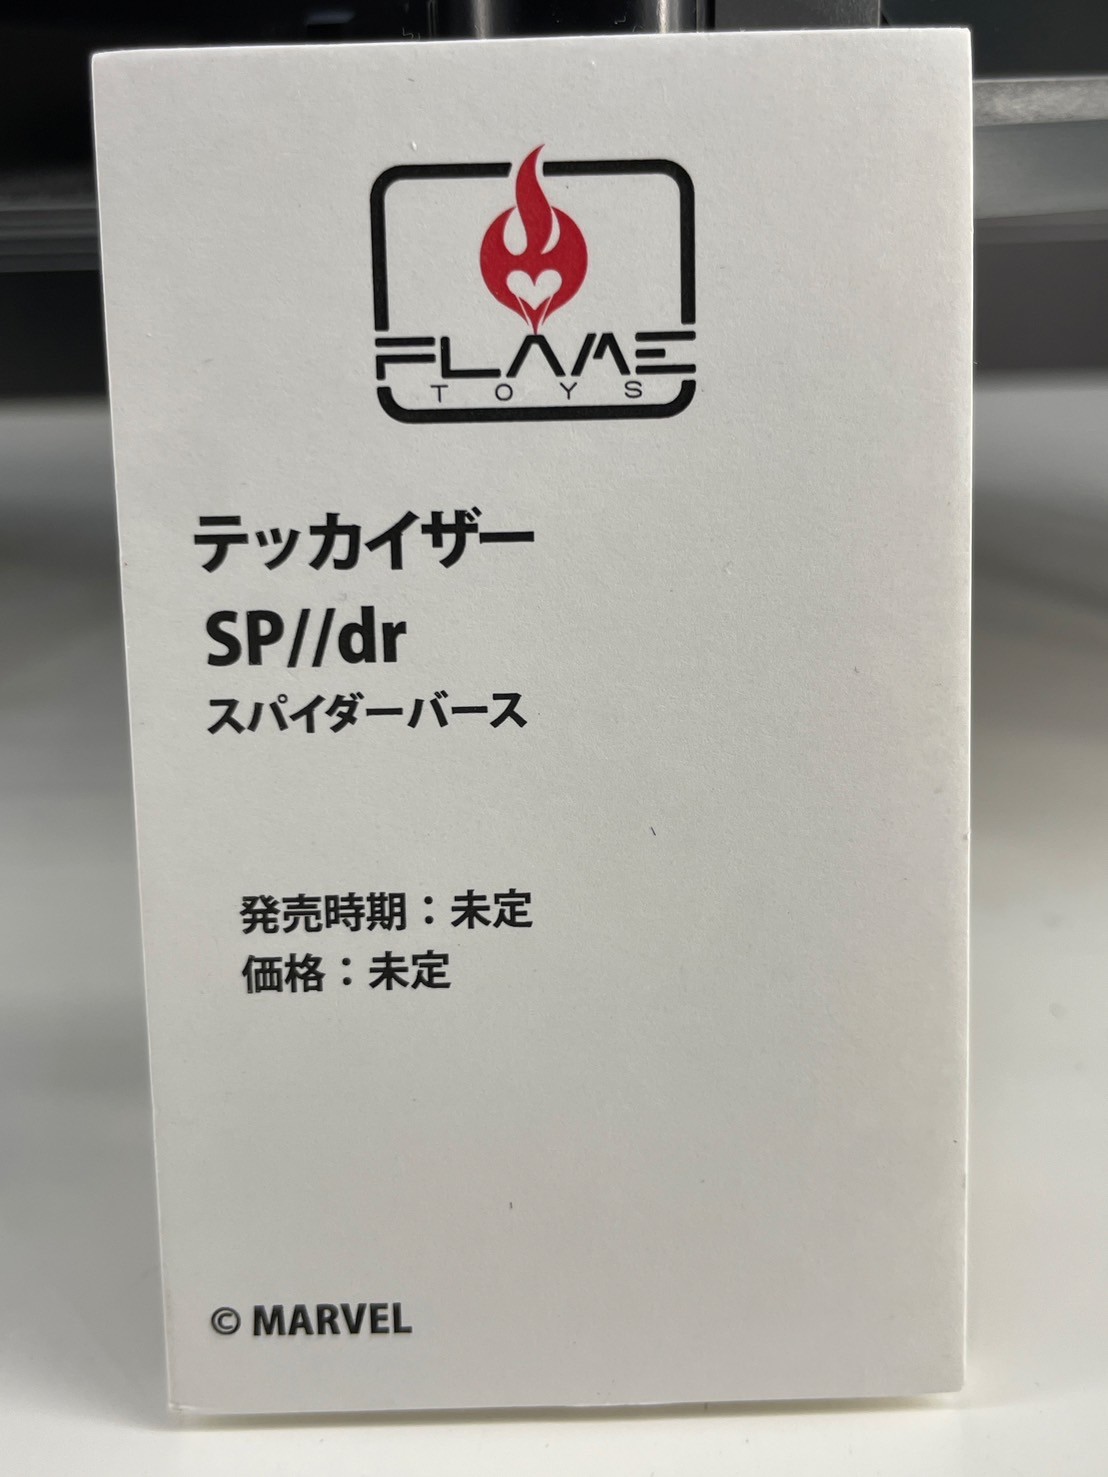 FLAME
TOYS
テッカイザー
SP//dr
スパイダーバース
発売時期：未定
価格：未定
© MARVEL